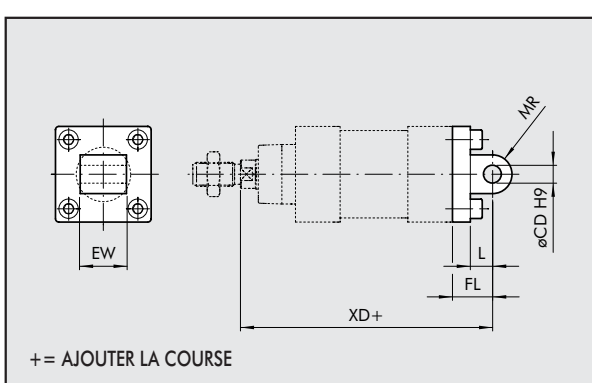 MR
øCD H9
EW
L
FL
XD+
+= AJOUTER LA COURSE